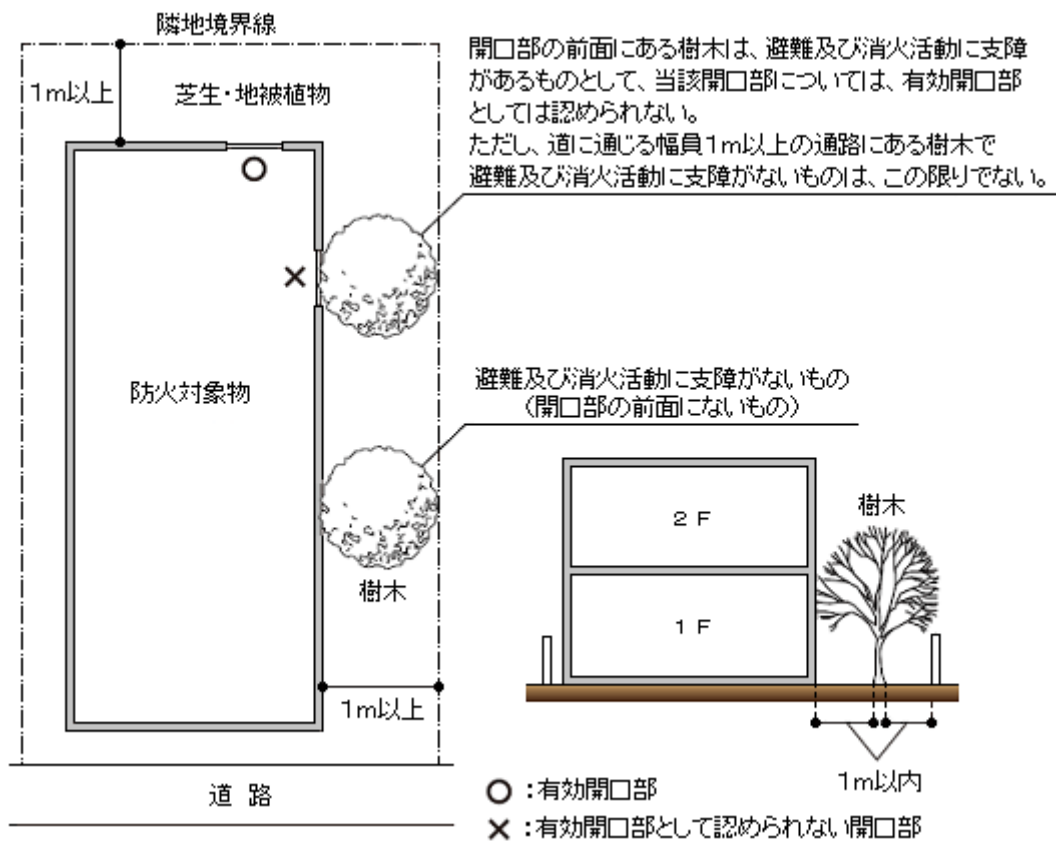 隣地境界線
1m以上
芝生・地被植物
開口部の前面にある樹木は、避難及び消火活動に支障
があるものとして、当該開口部については、有効開口部
としては認められない。
ただし、道に通じる幅員1m以上の通路にある樹木で
避難及び消火活動に支障がないものは、この限りでない。
防火対象物
避難及び消火活動に支障がないもの
(開口部の前面にないもの)
樹木
1m以上
道 路
2 F
1 F
樹木
1m以内
○ :有効開口部
× :有効開口部として認められない開口部